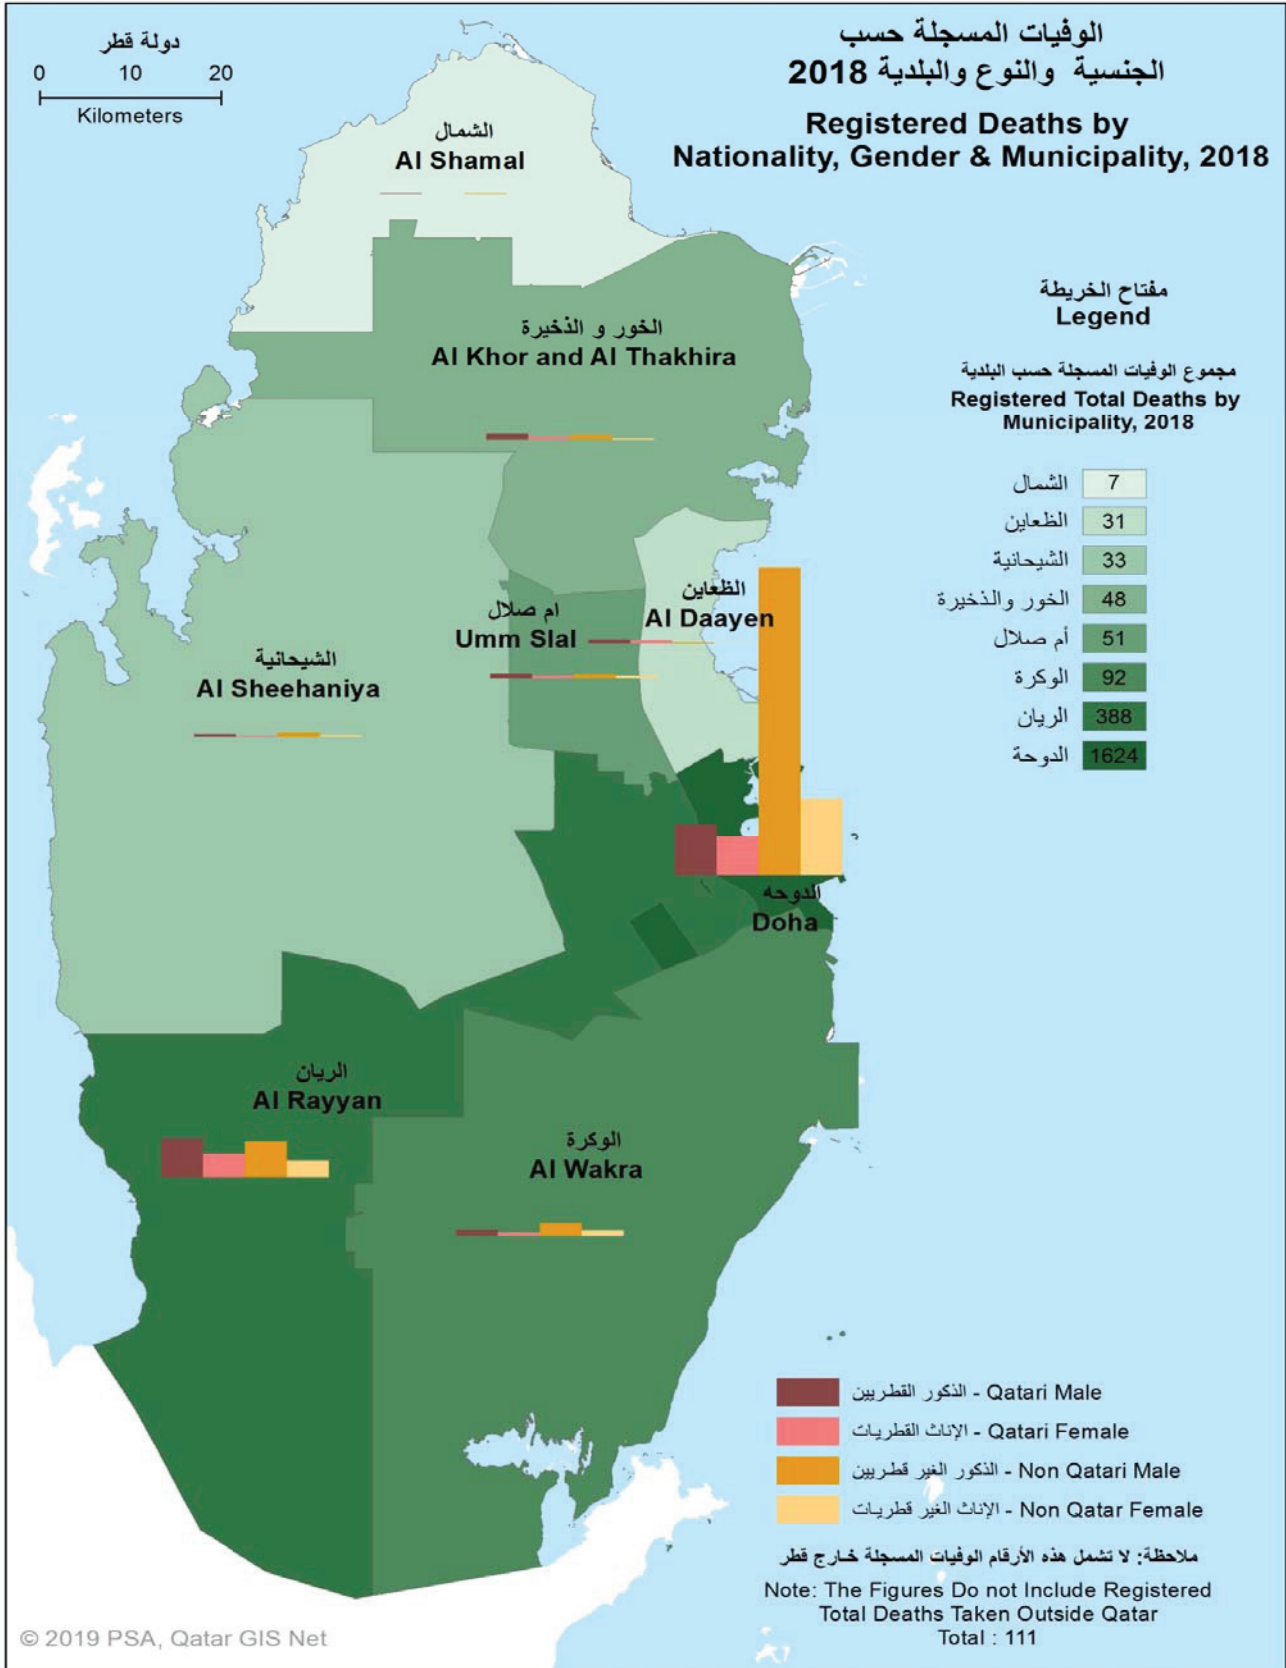 الوفيات المسجلة حسب
الجنسية والنوع والبلدية 2018
Registered Deaths by
Nationality, Gender & Municipality, 2018
دولة قطر
0 10 20
Kilometers
الشمال
Al Shamal
الخور و الذخيرة
Al Khor and Al Thakhira
الظعاين
Al Daayen
ام صلال
Umm Slal
الشيحانية
Al Sheehaniya
الدوحه
Doha
الريان
Al Rayyan
الوكرة
Al Wakra
مفتاح الخريطة
Legend
مجموع الوفيات المسجلة حسب البلدية
Registered Total Deaths by
Municipality, 2018
الشمال 7
الظعاين 31
الشيحانية 33
الخور والذخيرة 48
أم صلال 51
الوكرة 92
الريان 388
الدوحة 1624
الذكور القطريين - Qatari Male
الإناث القطريات - Qatari Female
الذكور الغير قطريين - Non Qatari Male
الإناث الغير قطريات - Non Qatar Female
ملاحظة: لا تشمل هذه الأرقام الوفيات المسجلة خارج قطر
Note: The Figures Do not Include Registered
Total Deaths Taken Outside Qatar
Total : 111
© 2019 PSA, Qatar GIS Net